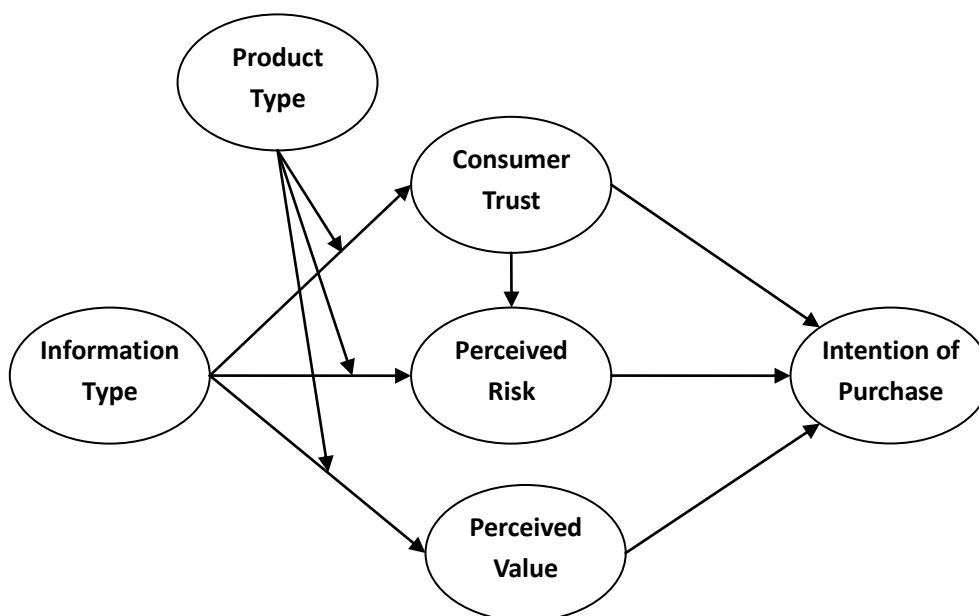 Product
Type
Consumer
Trust
Information
Type
Perceived
Risk
Intention of
Purchase
Perceived
Value